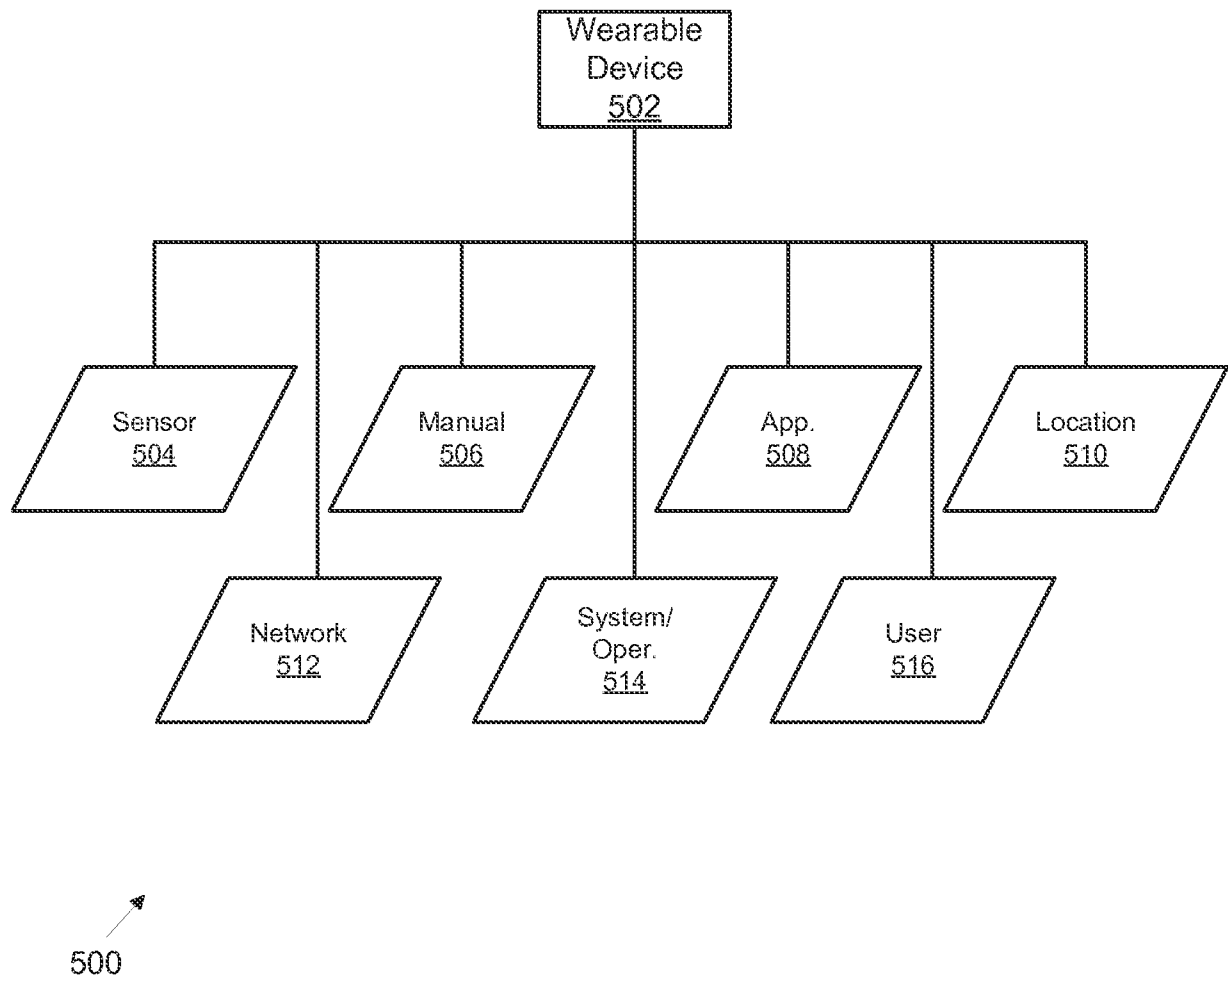 Wearable
Device
502
Sensor
504
Manual
506
App.
508
Location
510
Network
512
System/
Oper.
514
User
516
500